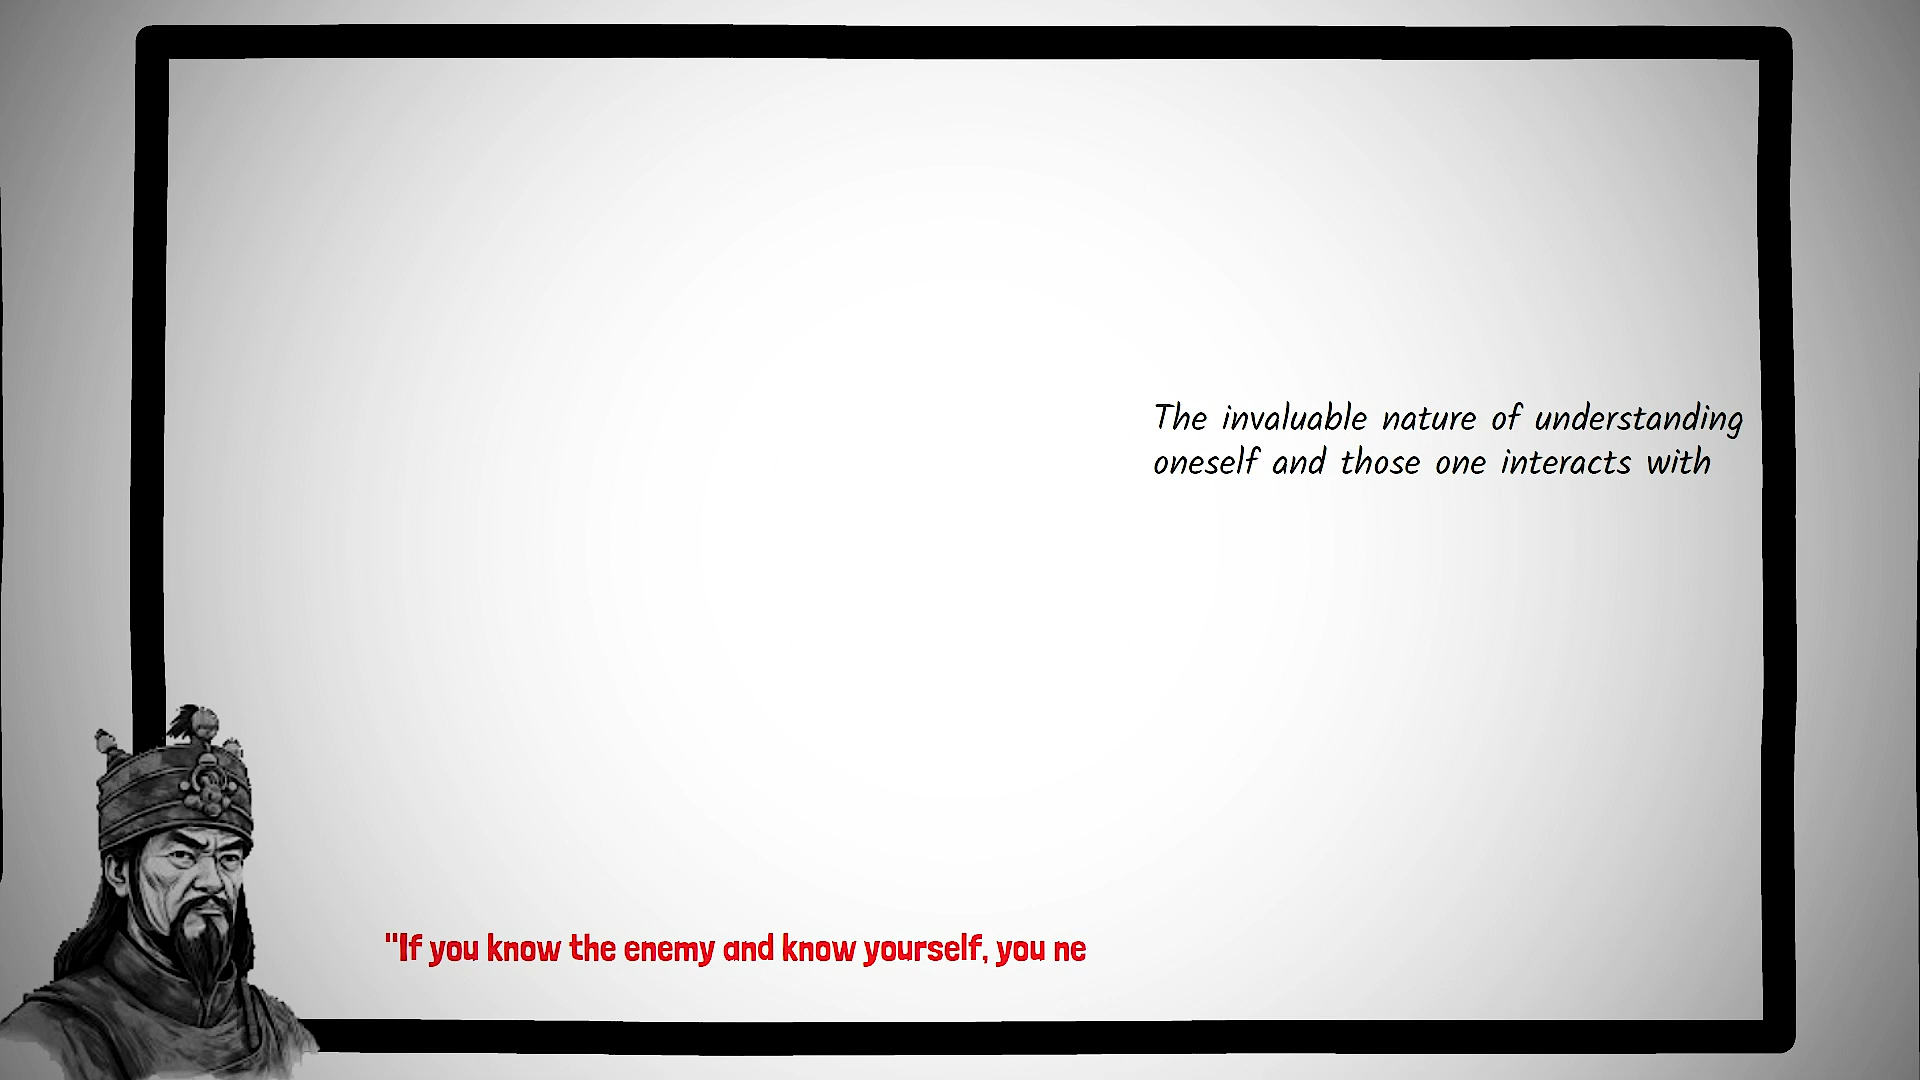 The invaluable nature of understanding
oneself and those one interacts with
"If you know the enemy and know yourself, you ne